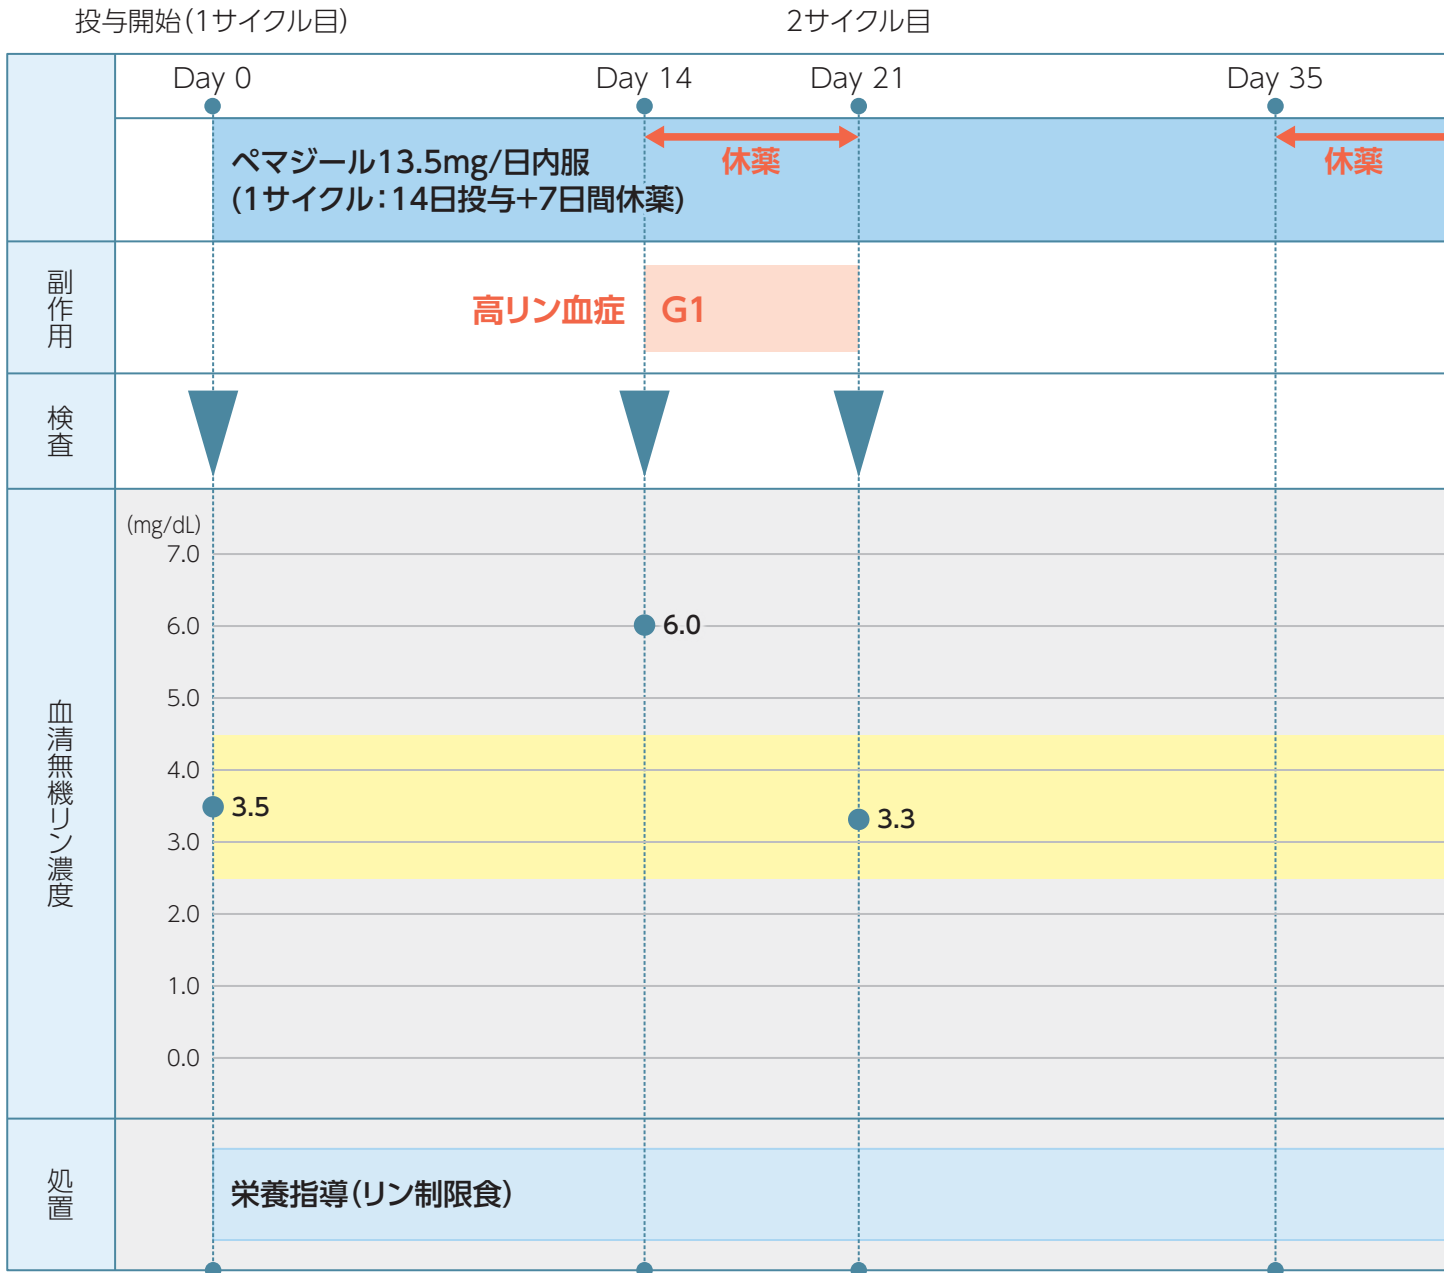 投与開始(1サイクル目)
2サイクル目
Day 0
Day 14
Day 21
Day 35
ペマジール13.5mg/日内服
(1サイクル:14日投与+7日間休薬)
休薬
休薬
副作用
高リン血症
G1
検査
血清無機リン濃度
(mg/dL)
7.0
6.0
5.0
4.0
3.0
2.0
1.0
0.0
3.5
6.0
3.3
処置
栄養指導(リン制限食)